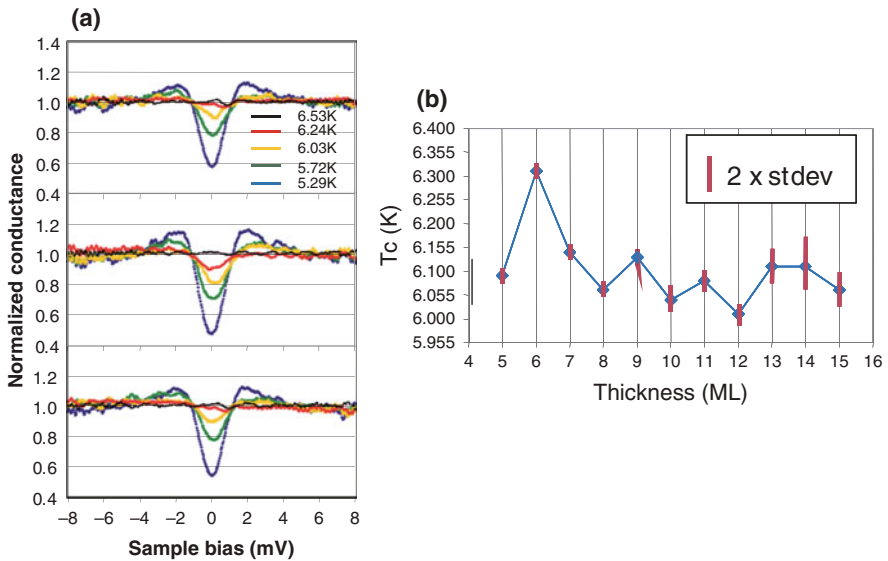 (a)
Normalized conductance
1.4
1.2
1.0
0.8
0.6
0.4
1.2
1.0
0.8
0.6
0.4
1.2
1.0
0.8
0.6
0.4
6.53K
6.24K
6.03K
5.72K
5.29K
−8 −6 −4 −2 0 2 4 6 8
Sample bias (mV)
(b)
Tc (K)
6.400
6.355
6.300
6.255
6.200
6.155
6.100
6.055
6.000
5.955
2 x stdev
4 5 6 7 8 9 10 11 12 13 14 15 16
Thickness (ML)